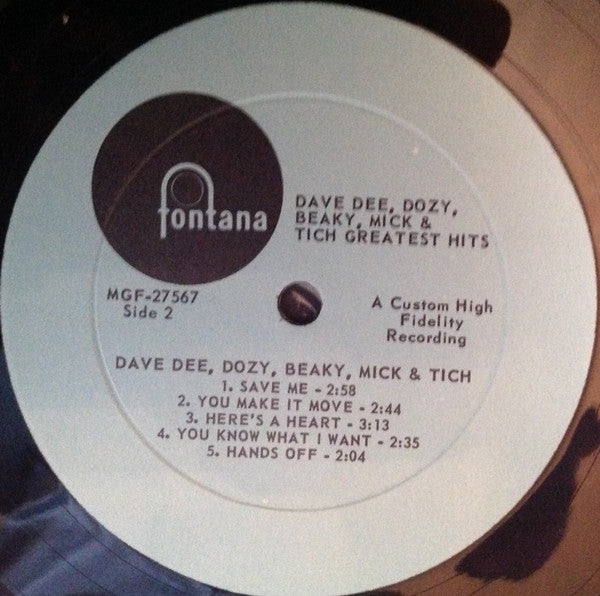 fontana
DAVE DEE, DOZY,
BEAKY, MICK &
TICH GREATEST HITS
MGF-27567
Side 2
A Custom High
Fidelity
Recording
DAVE DEE, DOZY, BEAKY, MICK & TICH
1. SAVE ME - 2:58
2. YOU MAKE IT MOVE - 2:44
3. HERE'S A HEART - 3:13
4. YOU KNOW WHAT I WANT - 2:35
5. HANDS OFF - 2:04